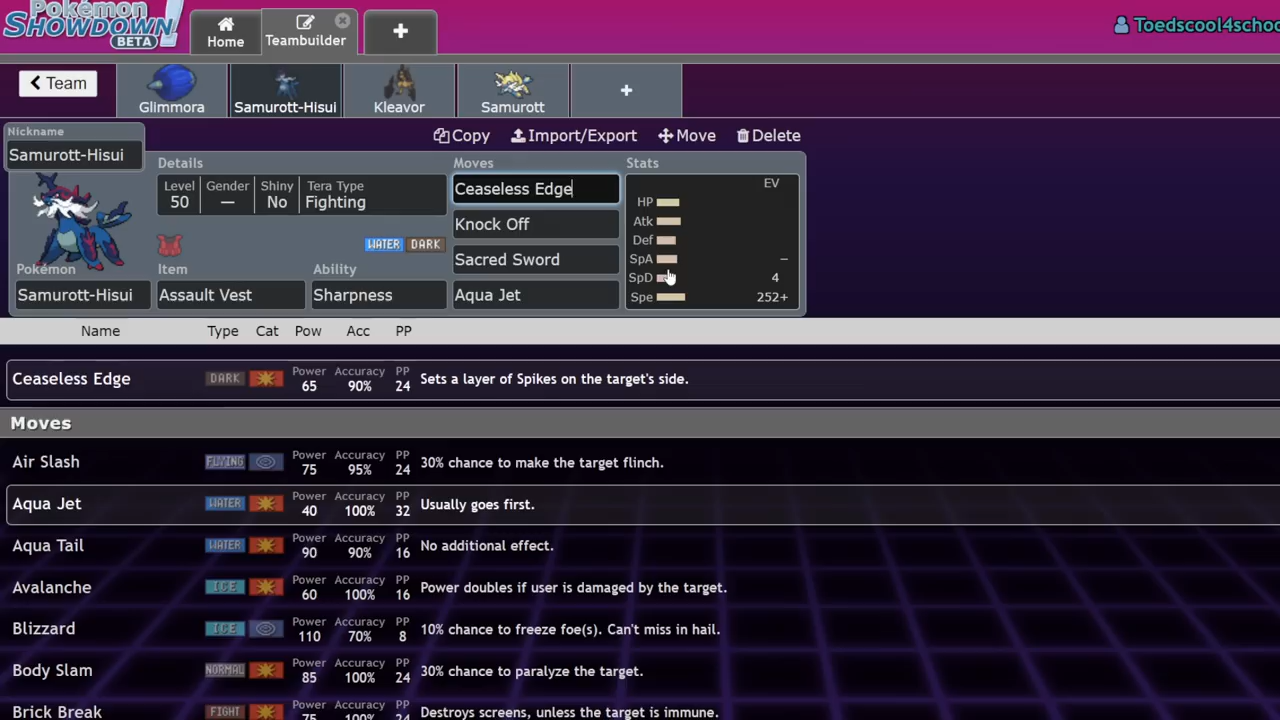 Pokémon
SHOWDOWN!
BETA
Home
Teambuilder
+
Toedscool4schoo
Team
Glimmora
Samurott-Hisui
Kleavor
Samurott
+
Copy
Import/Export
Move
Delete
Nickname
Samurott-Hisui
Details
Level
50
Gender
—
Shiny
No
Tera Type
Fighting
WATER
DARK
Pokémon
Samurott-Hisui
Item
Assault Vest
Ability
Sharpness
Moves
Ceaseless Edge
Knock Off
Sacred Sword
Aqua Jet
Stats
EV
HP
Atk
Def
SpA –
SpD 4
Spe 252+
Name Type Cat Pow Acc PP
Ceaseless Edge DARK Power 65 Accuracy 90% PP 24 Sets a layer of Spikes on the target's side.
Moves
Air Slash FLYING Power 75 Accuracy 95% PP 24 30% chance to make the target flinch.
Aqua Jet WATER Power 40 Accuracy 100% PP 32 Usually goes first.
Aqua Tail WATER Power 90 Accuracy 90% PP 16 No additional effect.
Avalanche ICE Power 60 Accuracy 100% PP 16 Power doubles if user is damaged by the target.
Blizzard ICE Power 110 Accuracy 70% PP 8 10% chance to freeze foe(s). Can't miss in hail.
Body Slam NORMAL Power 85 Accuracy 100% PP 24 30% chance to paralyze the target.
Brick Break FIGHT Power 75 Accuracy 100% PP 24 Destroys screens, unless the target is immune.